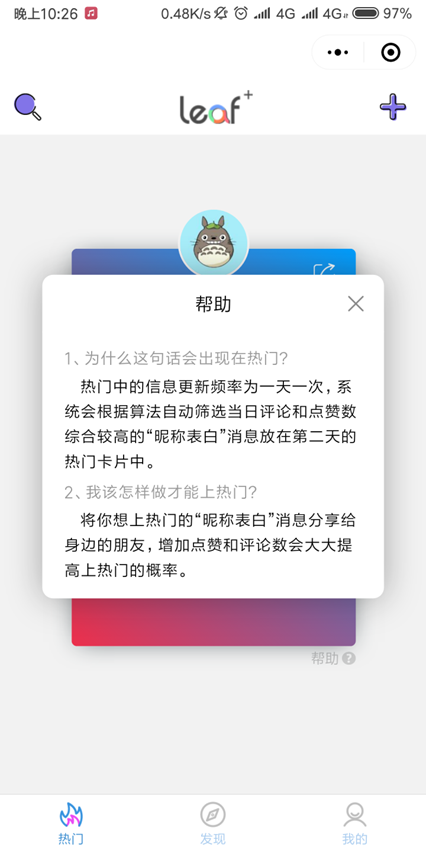 晚上10:26 0.48K/s 4G 4G 97%
leaf+
帮助
1、为什么这句话会出现在热门?
热门中的信息更新频率为一天一次,系
统会根据算法自动筛选当日评论和点赞数
综合较高的“昵称表白”消息放在第二天的
热门卡片中。
2、我该怎样做才能上热门?
将你想上热门的“昵称表白”消息分享给
身边的朋友,增加点赞和评论数会大大提
高上热门的概率。
帮助 ?
热门 发现 我的